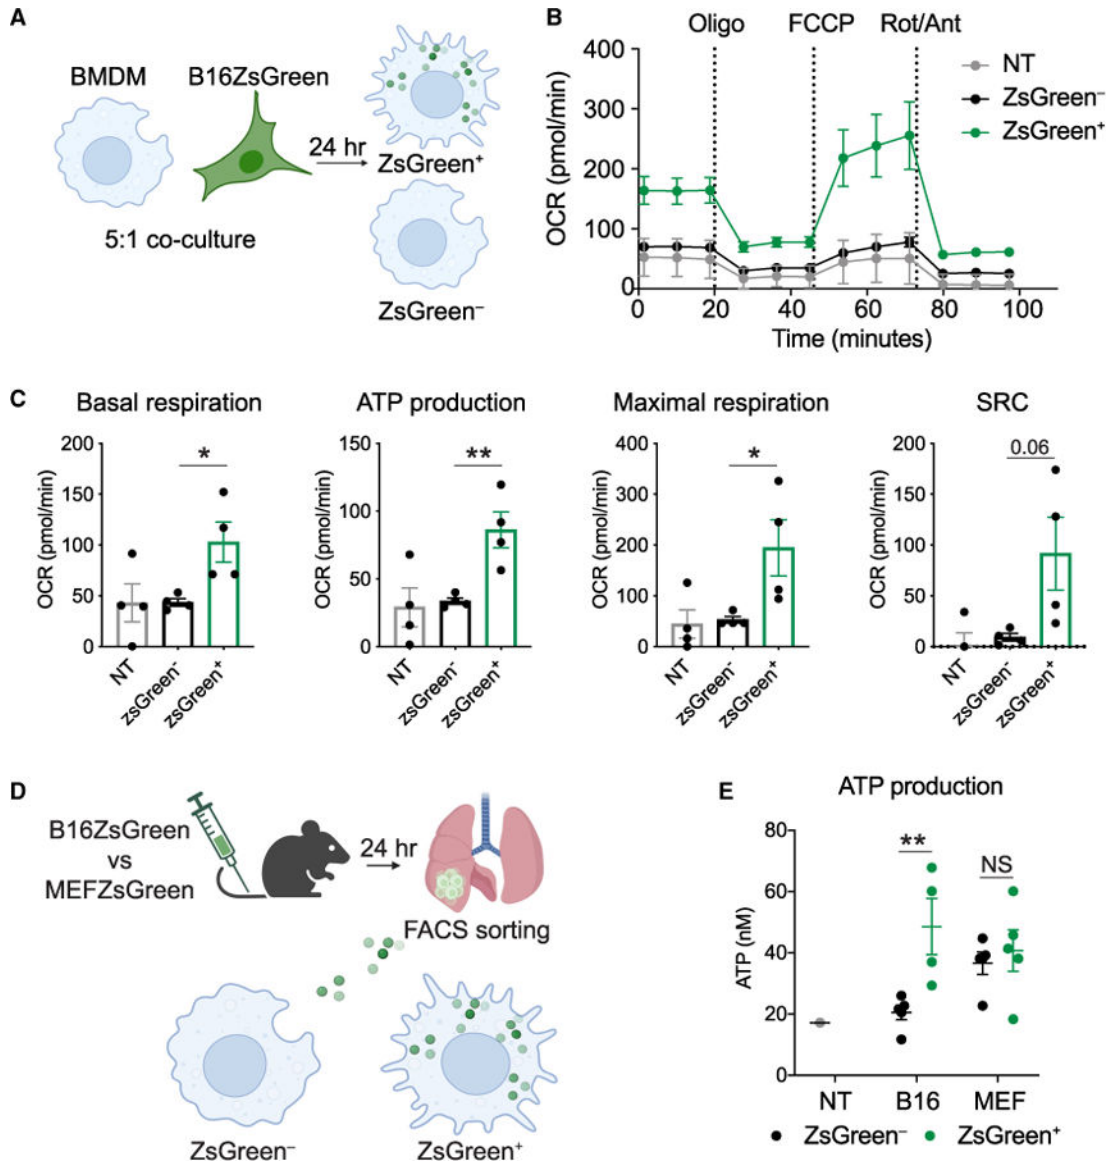 A
BMDM
B16ZsGreen
24 hr
ZsGreen⁺
5:1 co-culture
ZsGreen⁻
B
Oligo FCCP Rot/Ant
400
300
200
100
0
OCR (pmol/min)
0 20 40 60 80 100
Time (minutes)
NT
ZsGreen⁻
ZsGreen⁺
C
Basal respiration
200
150
100
50
0
OCR (pmol/min)
*
NT
zsGreen⁻
zsGreen⁺
ATP production
150
100
50
0
OCR (pmol/min)
**
NT
zsGreen⁻
zsGreen⁺
Maximal respiration
400
300
200
100
0
OCR (pmol/min)
*
NT
zsGreen⁻
zsGreen⁺
SRC
200
150
100
50
0
OCR (pmol/min)
0.06
NT
zsGreen⁻
zsGreen⁺
D
B16ZsGreen
vs
MEFZsGreen
24 hr
FACS sorting
ZsGreen⁻
ZsGreen⁺
E
ATP production
80
60
40
20
0
ATP (nM)
**
NS
NT B16 MEF
ZsGreen⁻ ZsGreen⁺